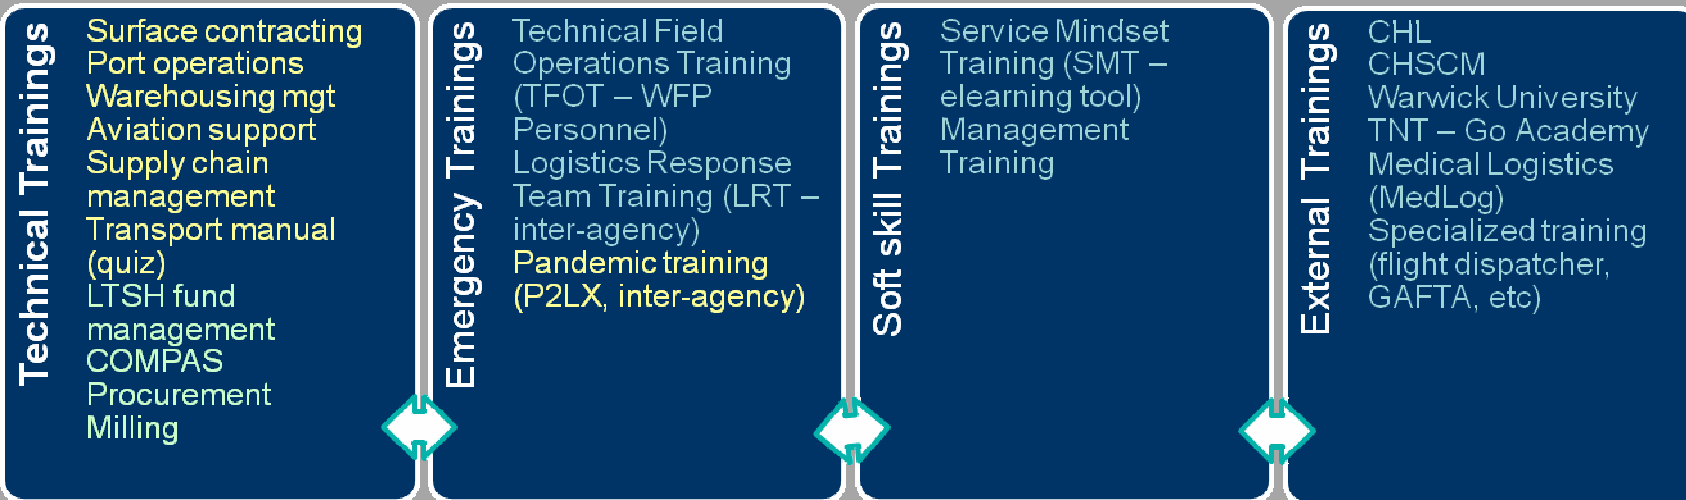 Technical Trainings
Surface contracting
Port operations
Warehousing mgt
Aviation support
Supply chain
management
Transport manual
(quiz)
LTSH fund
management
COMPAS
Procurement
Milling
Emergency Trainings
Technical Field
Operations Training
(TFOT – WFP
Personnel)
Logistics Response
Team Training (LRT –
inter-agency)
Pandemic training
(P2LX, inter-agency)
Soft skill Trainings
Service Mindset
Training (SMT –
elearning tool)
Management
Training
External Trainings
CHL
CHSCM
Warwick University
TNT – Go Academy
Medical Logistics
(MedLog)
Specialized training
(flight dispatcher,
GAFTA, etc)